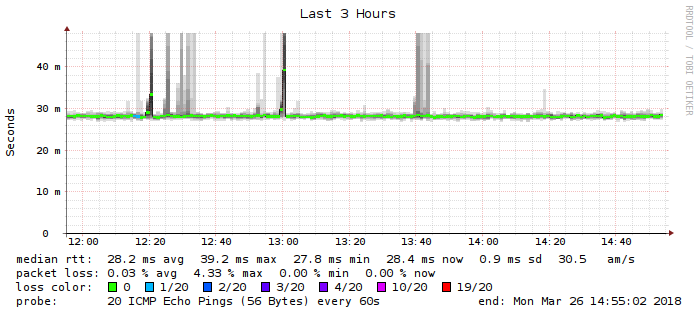 Last 3 Hours
RRDTOOL / TOBI OETIKER
Seconds
40 m
30 m
20 m
10 m
0
12:00 12:20 12:40 13:00 13:20 13:40 14:00 14:20 14:40
median rtt: 28.2 ms avg 39.2 ms max 27.8 ms min 28.4 ms now 0.9 ms sd 30.5 am/s
packet loss: 0.03 % avg 4.33 % max 0.00 % min 0.00 % now
loss color: 0 1/20 2/20 3/20 4/20 10/20 19/20
probe: 20 ICMP Echo Pings (56 Bytes) every 60s end: Mon Mar 26 14:55:02 2018